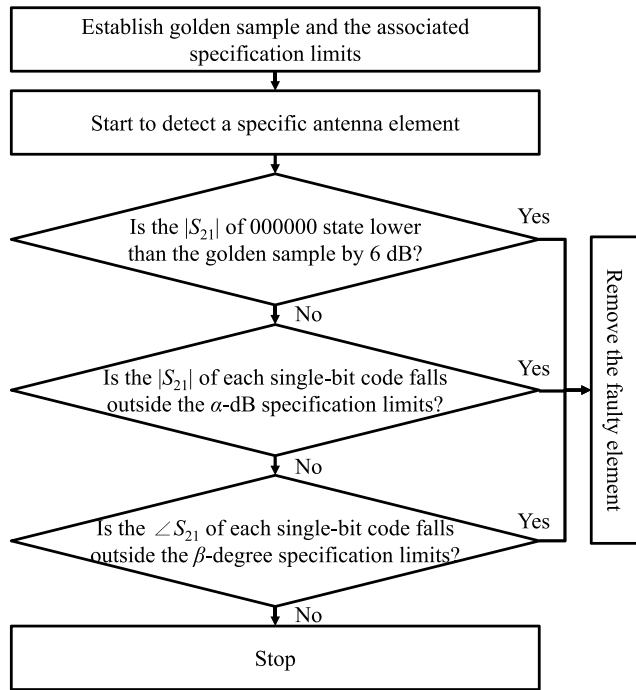 Establish golden sample and the associated
specification limits
Start to detect a specific antenna element
Is the |S₂₁| of 000000 state lower
than the golden sample by 6 dB?
Yes
No
Is the |S₂₁| of each single-bit code falls
outside the α-dB specification limits?
Yes
No
Is the ∠S₂₁ of each single-bit code falls
outside the β-degree specification limits?
Yes
No
Stop
Remove the faulty element